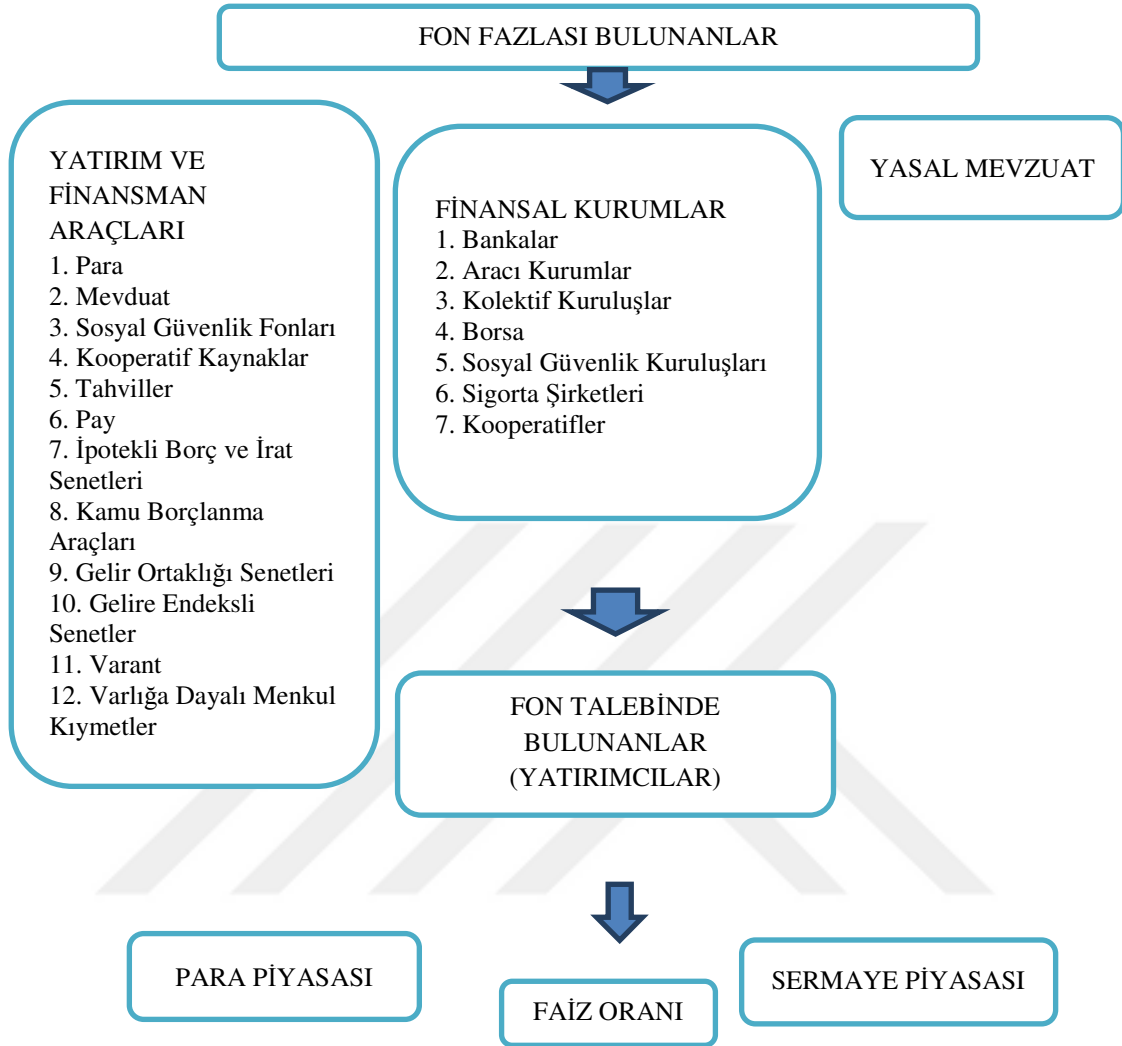 FON FAZLASI BULUNANLAR
YATIRIM VE
FİNANSMAN
ARAÇLARI
1. Para
2. Mevduat
3. Sosyal Güvenlik Fonları
4. Kooperatif Kaynaklar
5. Tahviller
6. Pay
7. İpotekli Borç ve İrat
Senetleri
8. Kamu Borçlanma
Araçları
9. Gelir Ortaklığı Senetleri
10. Gelire Endeksli
Senetler
11. Varant
12. Varlığa Dayalı Menkul
Kıymetler
FİNANSAL KURUMLAR
1. Bankalar
2. Aracı Kurumlar
3. Kolektif Kuruluşlar
4. Borsa
5. Sosyal Güvenlik Kuruluşları
6. Sigorta Şirketleri
7. Kooperatifler
YASAL MEVZUAT
FON TALEBİNDE
BULUNANLAR
(YATIRIMCILAR)
PARA PİYASASI
FAİZ ORANI
SERMAYE PİYASASI